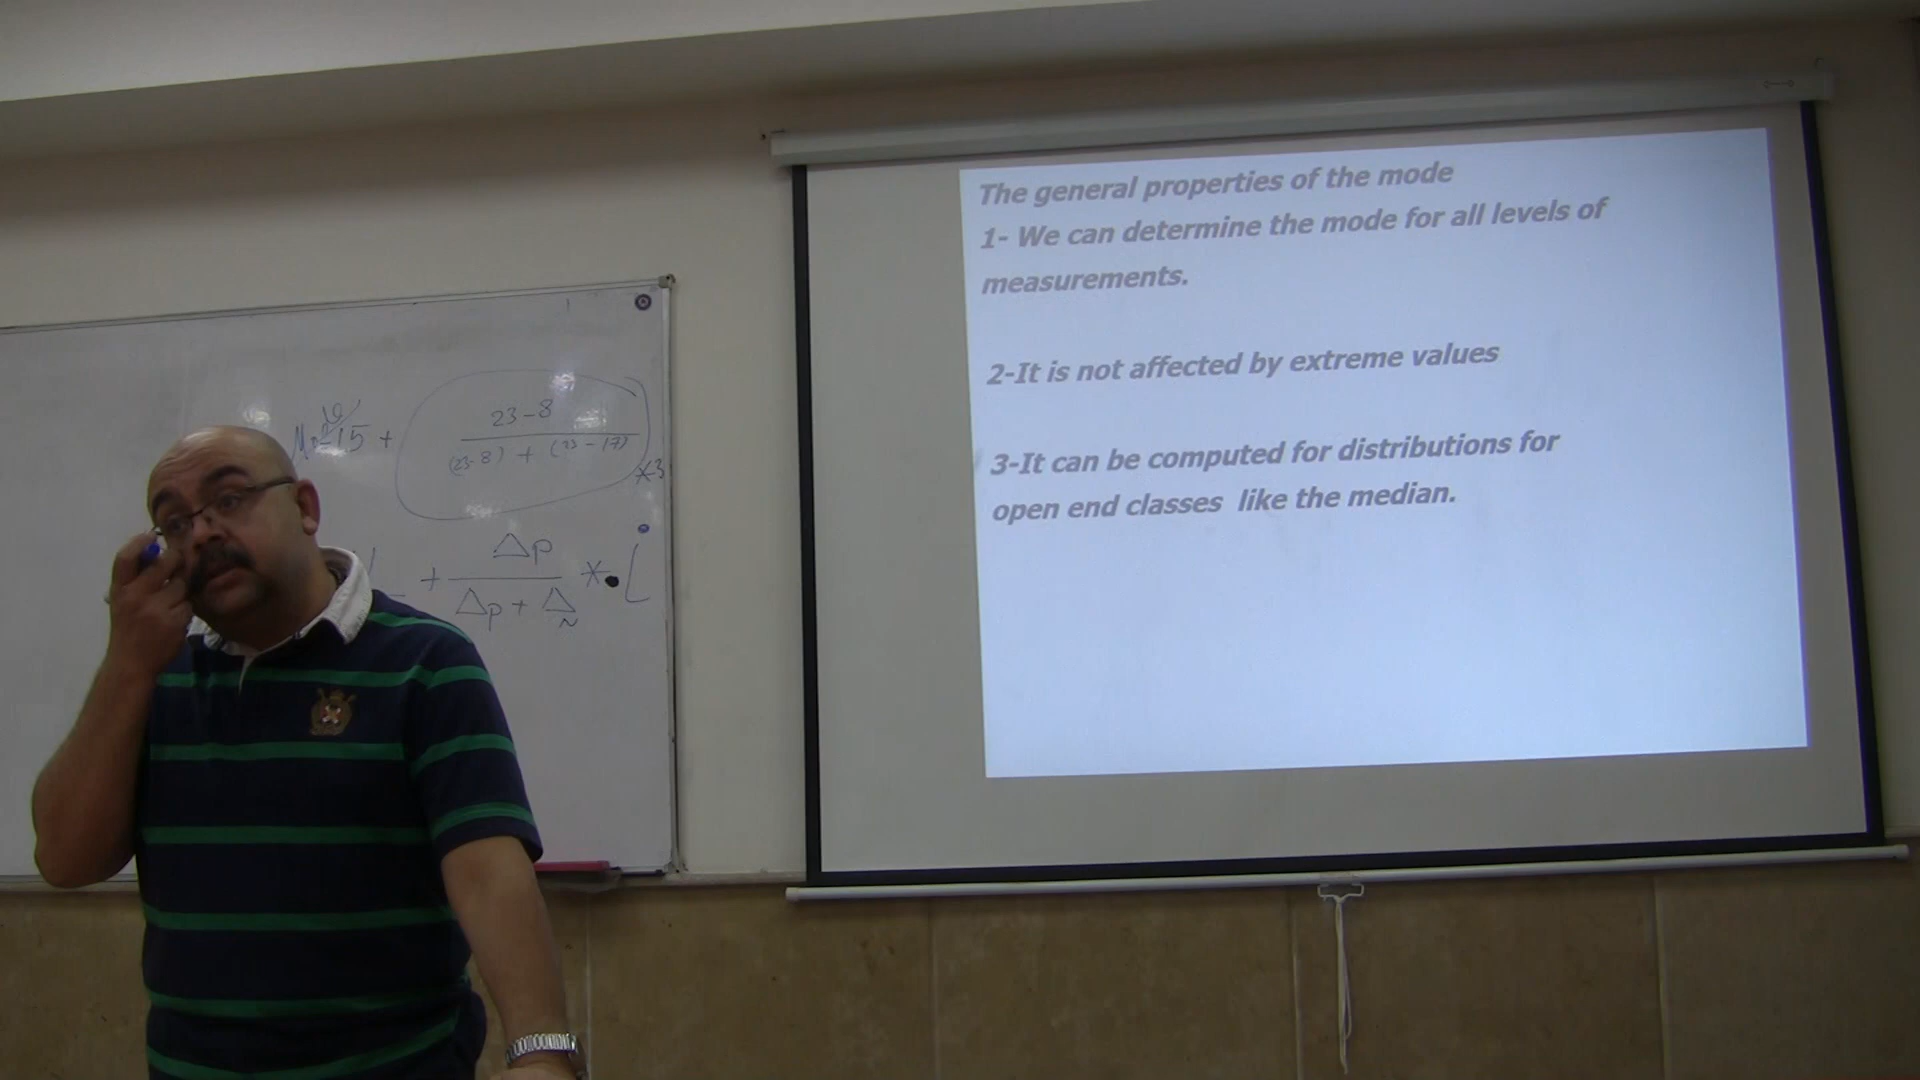 23-8
15 +
(23-8) + (23-17)
*3
Δp
+ * L
Δp + Δ
The general properties of the mode
1- We can determine the mode for all levels of
measurements.
2-It is not affected by extreme values
3-It can be computed for distributions for
open end classes like the median.